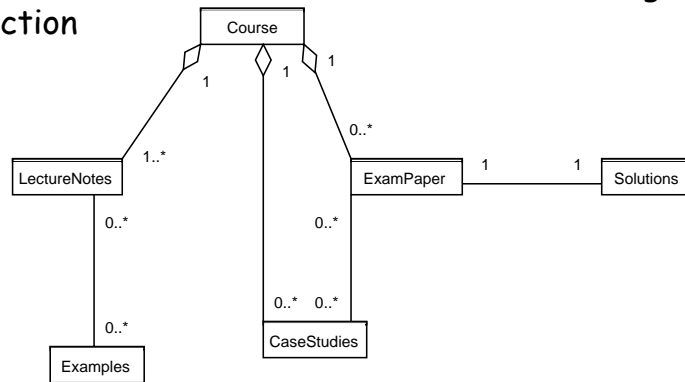 ction
Course
1
1
1
1..*
0..*
LectureNotes
ExamPaper
1
1
Solutions
0..*
0..*
0..*
0..*
0..*
CaseStudies
Examples